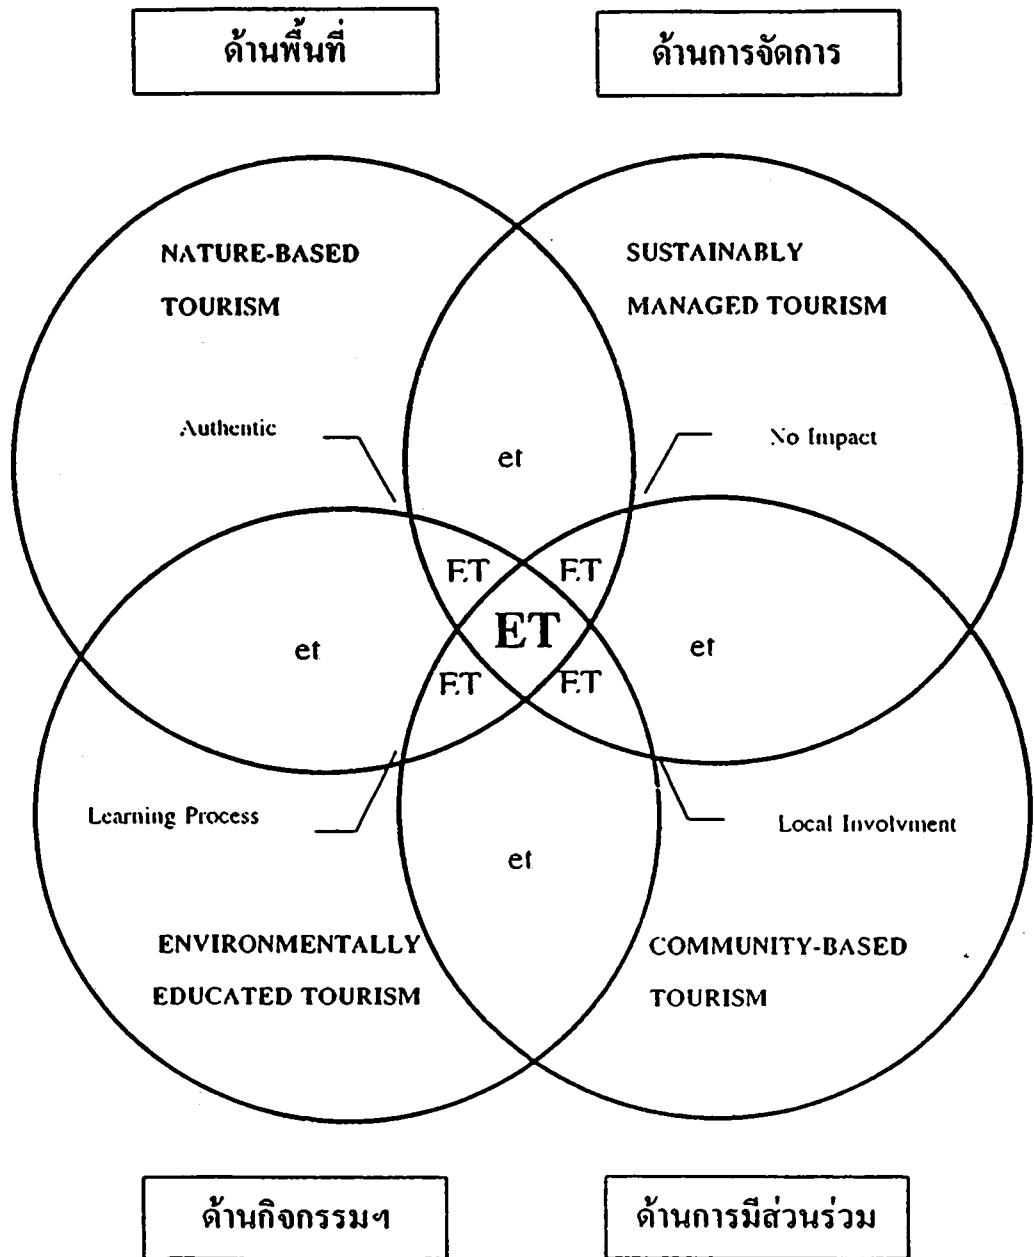 ด้านพื้นที่
ด้านการจัดการ
NATURE-BASED
TOURISM
SUSTAINABLY
MANAGED TOURISM
Authentic
No Impact
et
ET
ET
et
ET
et
ET
ET
Learning Process
Local Involvment
et
ENVIRONMENTALLY
EDUCATED TOURISM
COMMUNITY-BASED
TOURISM
ด้านกิจกรรมฯ
ด้านการมีส่วนร่วม